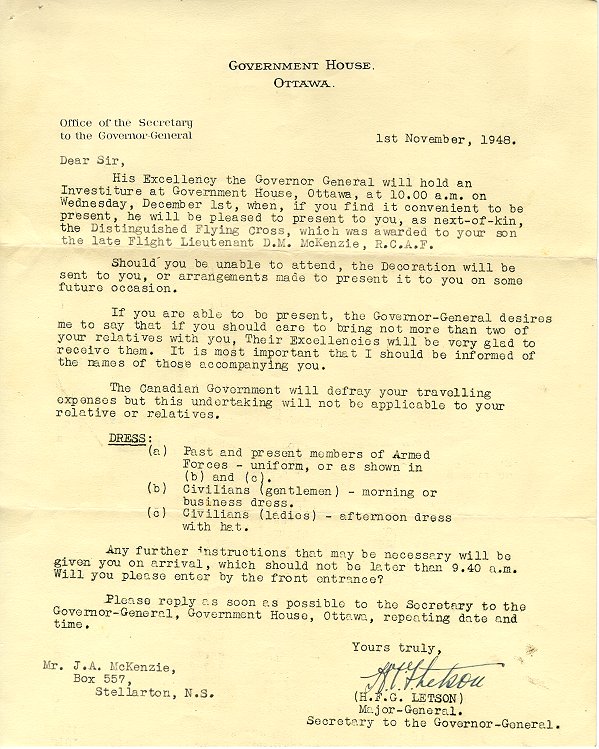 GOVERNMENT HOUSE.
OTTAWA.
Office of the Secretary
to the Governor-General
1st November, 1948.
Dear Sir,
His Excellency the Governor General will hold an
Investiture at Government House, Ottawa, at 10.00 a.m. on
Wednesday, December 1st, when, if you find it convenient to be
present, he will be pleased to present to you, as next-of-kin,
the Distinguished Flying Cross, which was awarded to your son
the late Flight Lieutenant D.M. McKenzie, R.C.A.F.
Should you be unable to attend, the Decoration will be
sent to you, or arrangements made to present it to you on some
future occasion.
If you are able to be present, the Governor-General desires
me to say that if you should care to bring not more than two of
your relatives with you, Their Excellencies will be very glad to
receive them. It is most important that I should be informed of
the names of those accompanying you.
The Canadian Government will defray your travelling
expenses but this undertaking will not be applicable to your
relative or relatives.
DRESS:
(a) Past and present members of Armed
Forces - uniform, or as shown in
(b) and (c).
(b) Civilians (gentlemen) - morning or
business dress.
(c) Civilians (ladies) - afternoon dress
with hat.
Any further instructions that may be necessary will be
given you on arrival, which should not be later than 9.40 a.m.
Will you please enter by the front entrance?
Please reply as soon as possible to the Secretary to the
Governor-General, Government House, Ottawa, repeating date and
time.
Yours truly,
H.F.G. Letson
(H.F.G. LETSON)
Major-General.
Secretary to the Governor-General.
Mr. J.A. McKenzie,
Box 557,
Stellarton, N.S.